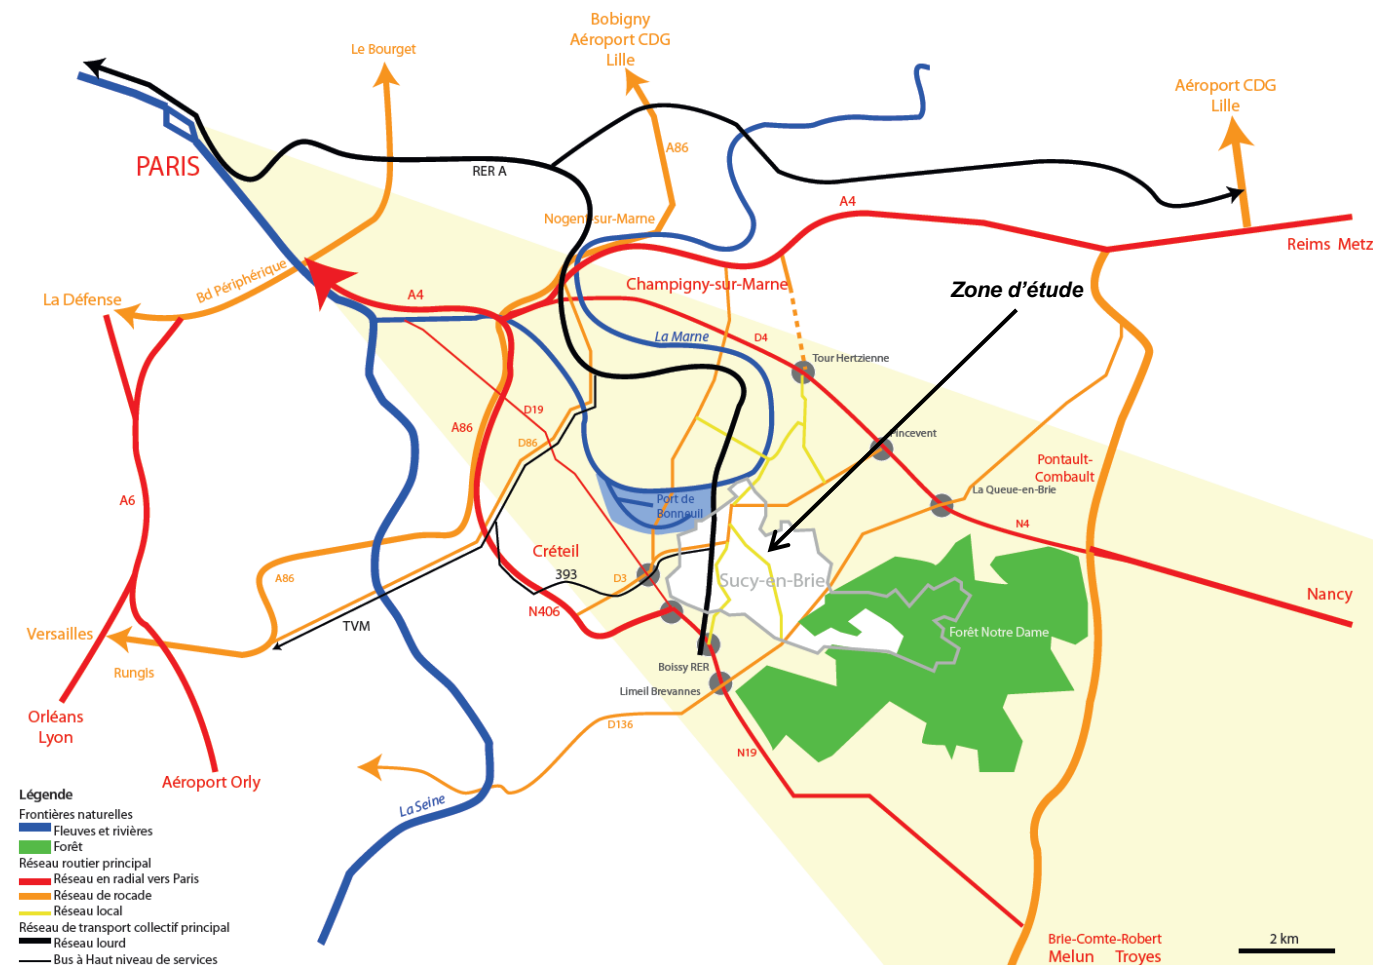 Bobigny
Aéroport CDG
Lille
Le Bourget
Aéroport CDG
Lille
PARIS
RER A
A86
A4
Nogent-sur-Marne
Reims Metz
Bd Périphérique
La Défense
A4
Champigny-sur-Marne
Zone d'étude
La Marne
D4
Tour Hertzienne
D19
A86
D86
Pincevent
Pontault-
Combault
La Queue-en-Brie
A6
Port de
Bonneuil
N4
Créteil
393
D3
A86
Sucy-en-Brie
Nancy
N406
TVM
Versailles
Forêt Notre Dame
Rungis
Boissy RER
Limeil Brevannes
Orléans
Lyon
D136
N19
Aéroport Orly
La Seine
Légende
Frontières naturelles
Fleuves et rivières
Forêt
Réseau routier principal
Réseau en radial vers Paris
Réseau de rocade
Réseau local
Réseau de transport collectif principal
Réseau lourd
Bus à Haut niveau de services
Brie-Comte-Robert
Melun Troyes
2 km